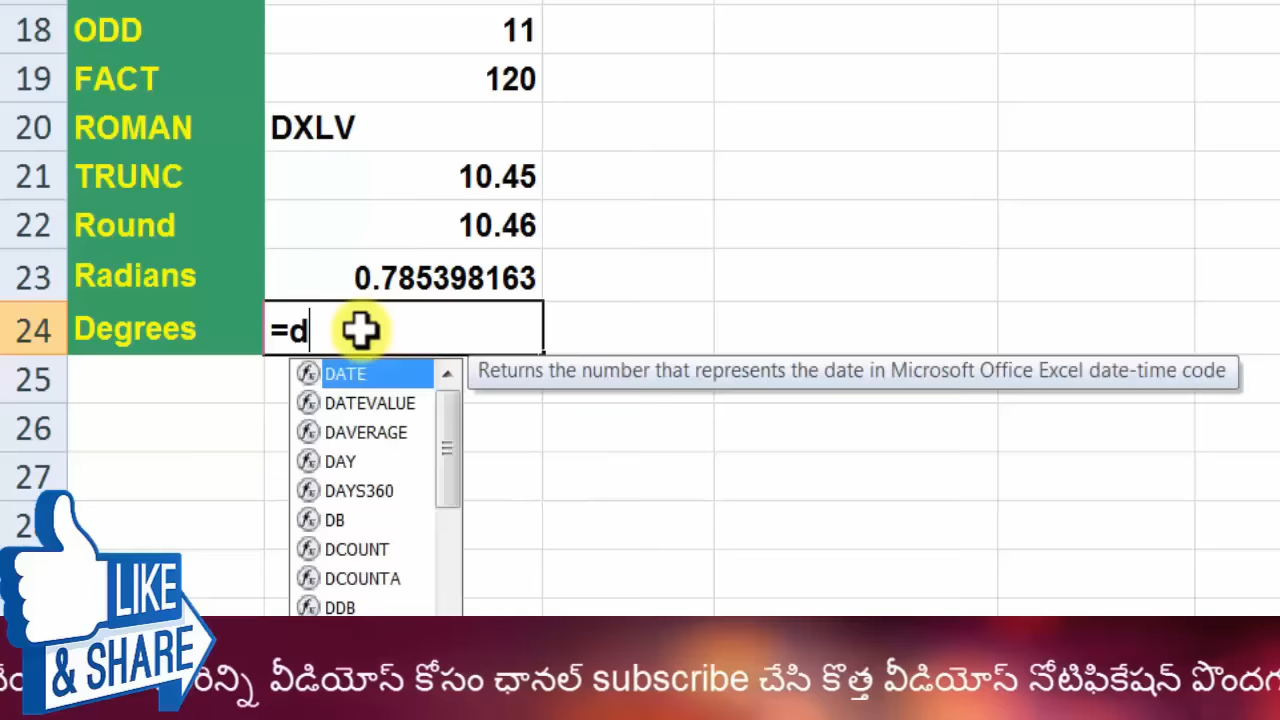 18 ODD 11
19 FACT 120
20 ROMAN DXLV
21 TRUNC 10.45
22 Round 10.46
23 Radians 0.785398163
24 Degrees =d
25 DATE Returns the number that represents the date in Microsoft Office Excel date-time code
DATEVALUE
26 DAVERAGE
DAY
27 DAYS360
DB
DCOUNT
DCOUNTA
DDB
LIKE
& SHARE
వీడియోస్ కోసం ఛానల్ subscribe చేసి కొత్త వీడియోస్ నోటిఫికేషన్